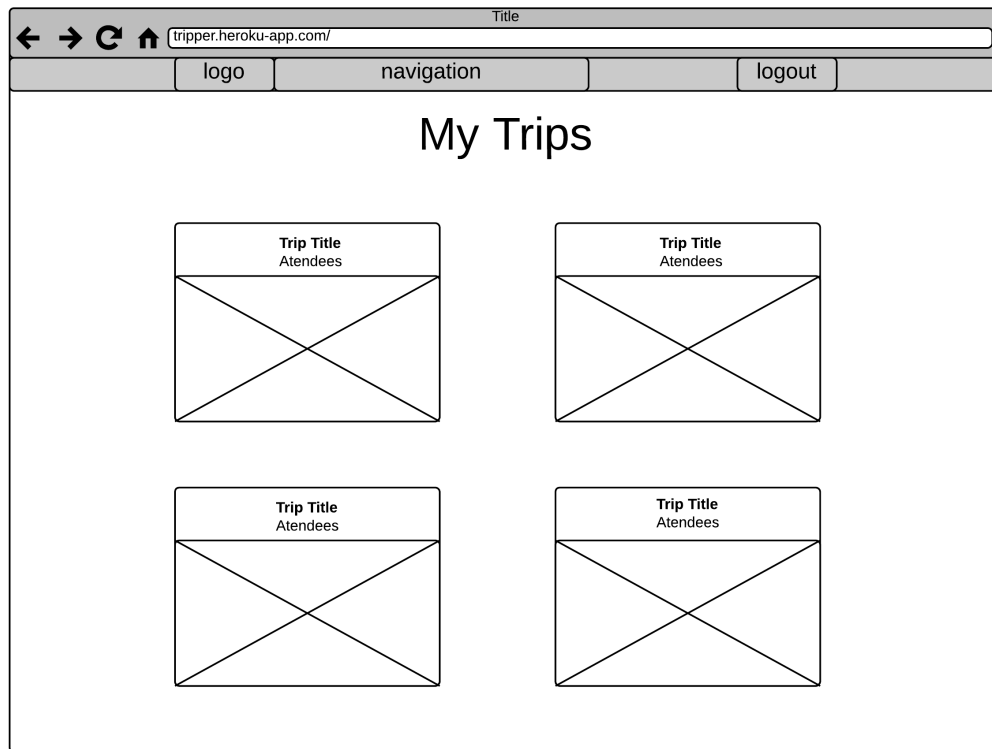 Title
tripper.heroku-app.com/
logo
navigation
logout
My Trips
Trip Title
Atendees
Trip Title
Atendees
Trip Title
Atendees
Trip Title
Atendees